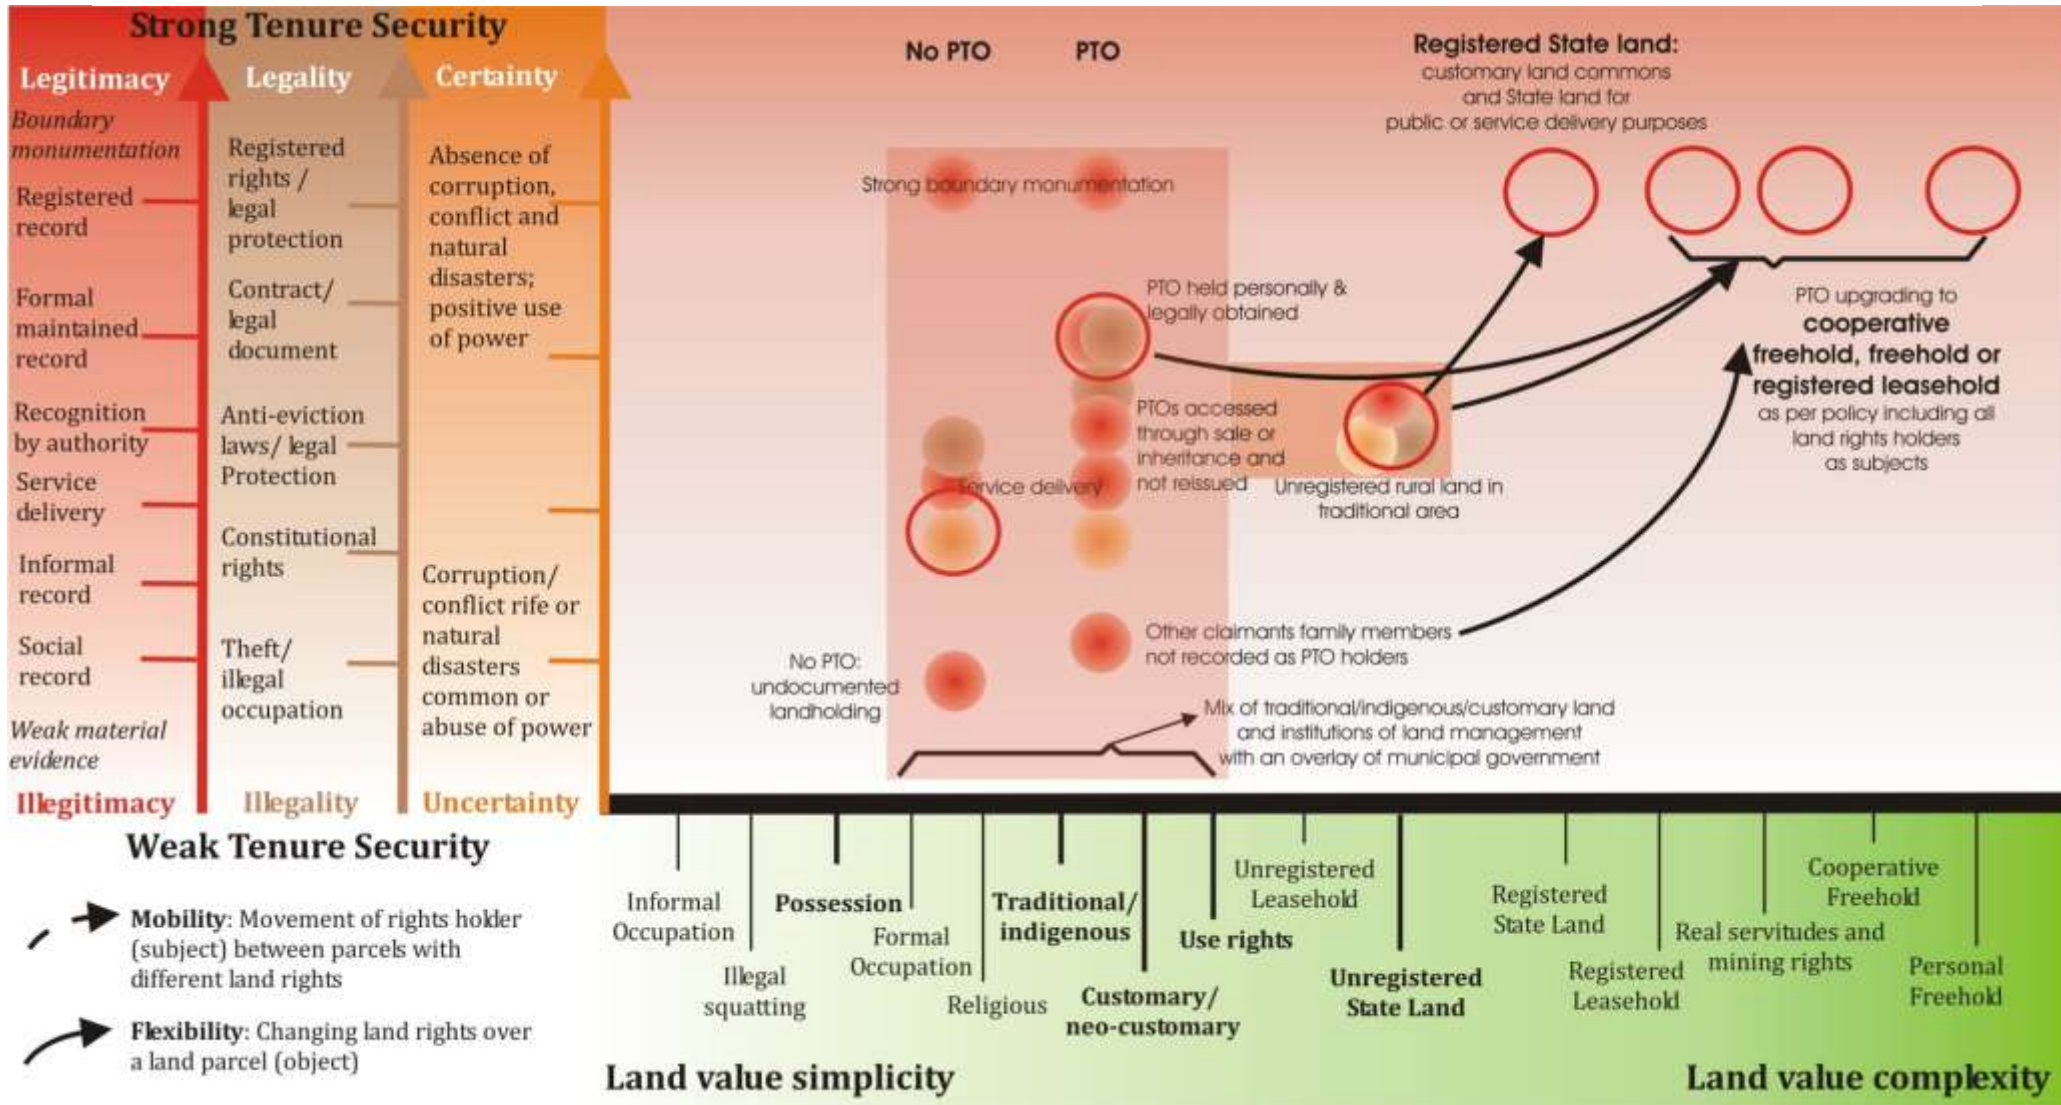 Strong Tenure Security
Legitimacy
Boundary
monumentation
Registered
record
Formal
maintained
record
Recognition
by authority
Service
delivery
Informal
record
Social
record
Weak material
evidence
Illegitimacy
Legality
Registered
rights /
legal
protection
Contract/
legal
document
Anti-eviction
laws/ legal
Protection
Constitutional
rights
Theft/
illegal
occupation
Illegality
Certainty
Absence of
corruption,
conflict and
natural
disasters;
positive use
of power
Corruption/
conflict rife or
natural
disasters
common or
abuse of power
Uncertainty
Weak Tenure Security
Mobility: Movement of rights holder
(subject) between parcels with
different land rights
Flexibility: Changing land rights over
a land parcel (object)
No PTO
PTO
Strong boundary monumentation
PTO held personally &
legally obtained
PTOs accessed
through sale or
inheritance and
not reissued
Service delivery
Other claimants family members
not recorded as PTO holders
No PTO:
undocumented
landholding
Mix of traditional/indigenous/customary land
and institutions of land management
with an overlay of municipal government
Unregistered rural land in
traditional area
Registered State land:
customary land commons
and State land for
public or service delivery purposes
PTO upgrading to
cooperative
freehold, freehold or
registered leasehold
as per policy including all
land rights holders
as subjects
Informal
Occupation
Illegal
squatting
Possession
Formal
Occupation
Religious
Traditional/
indigenous
Customary/
neo-customary
Use rights
Unregistered
Leasehold
Unregistered
State Land
Registered
State Land
Registered
Leasehold
Real servitudes and
mining rights
Cooperative
Freehold
Personal
Freehold
Land value simplicity
Land value complexity